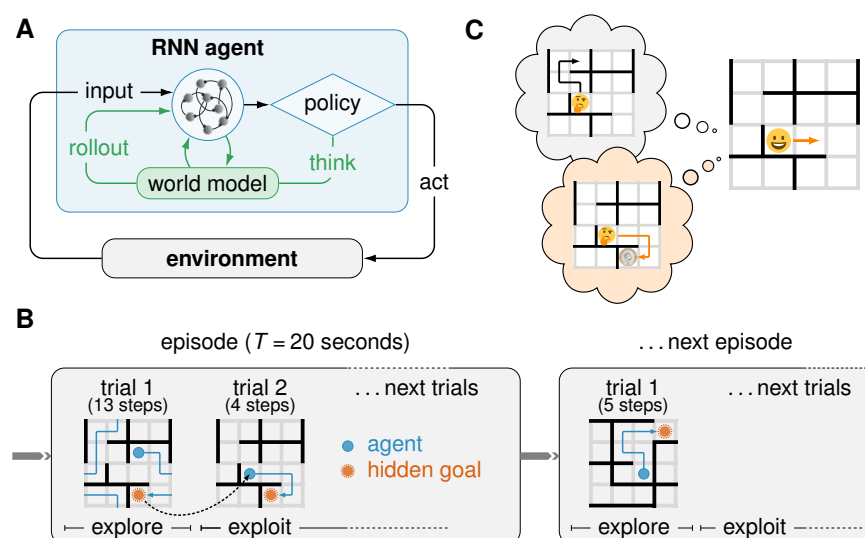 A
RNN agent
input
policy
rollout
think
world model
act
environment
C
B
episode (T = 20 seconds)
...next episode
trial 1
(13 steps)
trial 2
(4 steps)
...next trials
agent
hidden goal
explore
exploit
trial 1
(5 steps)
...next trials
explore
exploit